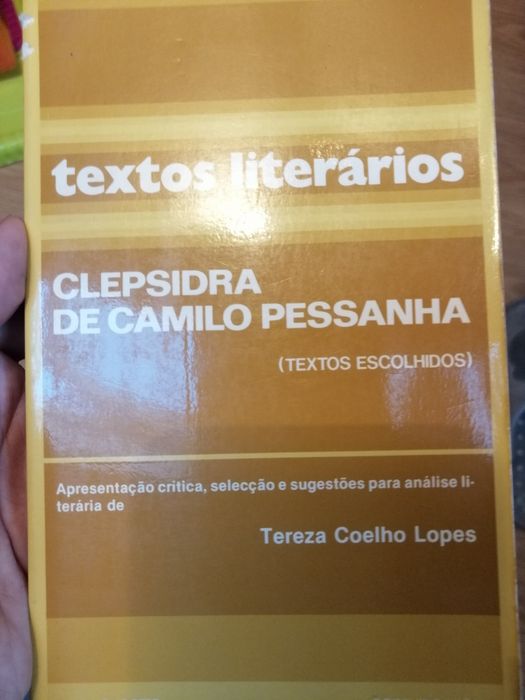 textos literários
CLEPSIDRA
DE CAMILO PESSANHA
(TEXTOS ESCOLHIDOS)
Apresentação crítica, selecção e sugestões para análise li-
terária de
Tereza Coelho Lopes